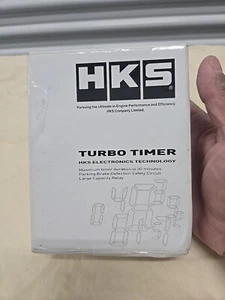 HKS
Pursuing the Ultimate in Engine Performance and Efficiency
HKS Company Limited.
TURBO TIMER
HKS ELECTRONICS TECHNOLOGY
Maximum timer duration is 30 minutes
Parking Brake Detection Safety Circuit
Large Capacity Relay